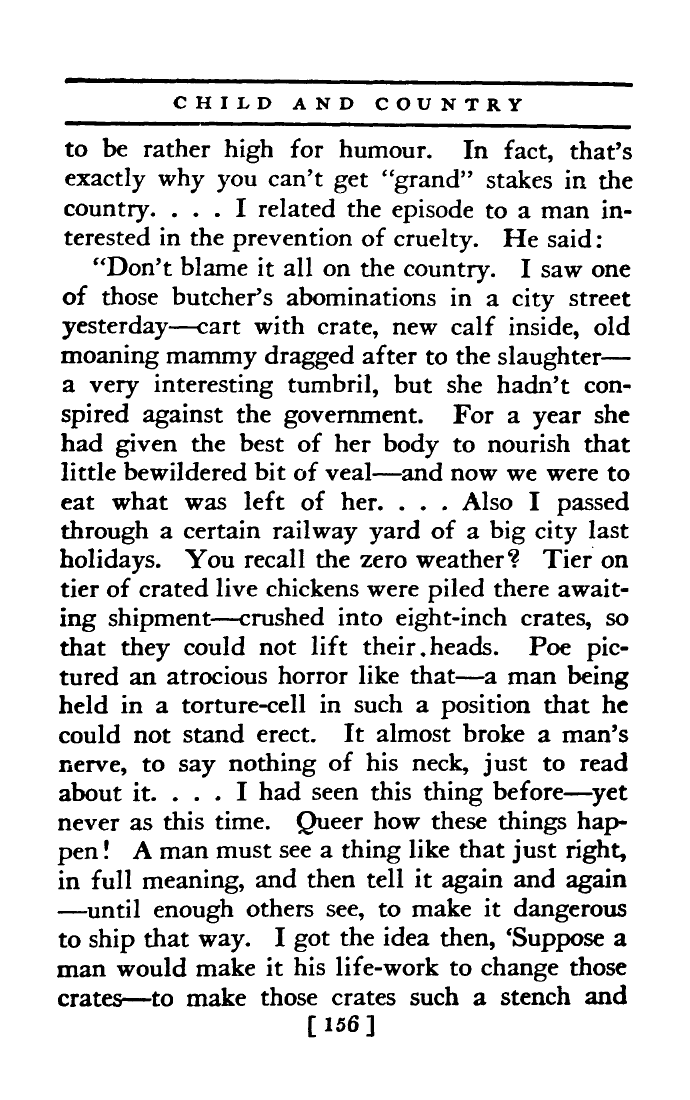 CHILD AND COUNTRY
to be rather high for humour. In fact, that's
exactly why you can't get “grand” stakes in the
country. . . . I related the episode to a man in-
terested in the prevention of cruelty. He said:
“Don't blame it all on the country. I saw one
of those butcher's abominations in a city street
yesterday—cart with crate, new calf inside, old
moaning mammy dragged after to the slaughter—
a very interesting tumbril, but she hadn't con-
spired against the government. For a year she
had given the best of her body to nourish that
little bewildered bit of veal—and now we were to
eat what was left of her. . . . Also I passed
through a certain railway yard of a big city last
holidays. You recall the zero weather? Tier on
tier of crated live chickens were piled there await-
ing shipment—crushed into eight-inch crates, so
that they could not lift their.heads. Poe pic-
tured an atrocious horror like that—a man being
held in a torture-cell in such a position that he
could not stand erect. It almost broke a man's
nerve, to say nothing of his neck, just to read
about it. . . . I had seen this thing before—yet
never as this time. Queer how these things hap-
pen! A man must see a thing like that just right,
in full meaning, and then tell it again and again
—until enough others see, to make it dangerous
to ship that way. I got the idea then, ‘Suppose a
man would make it his life-work to change those
crates—to make those crates such a stench and
[ 156 ]